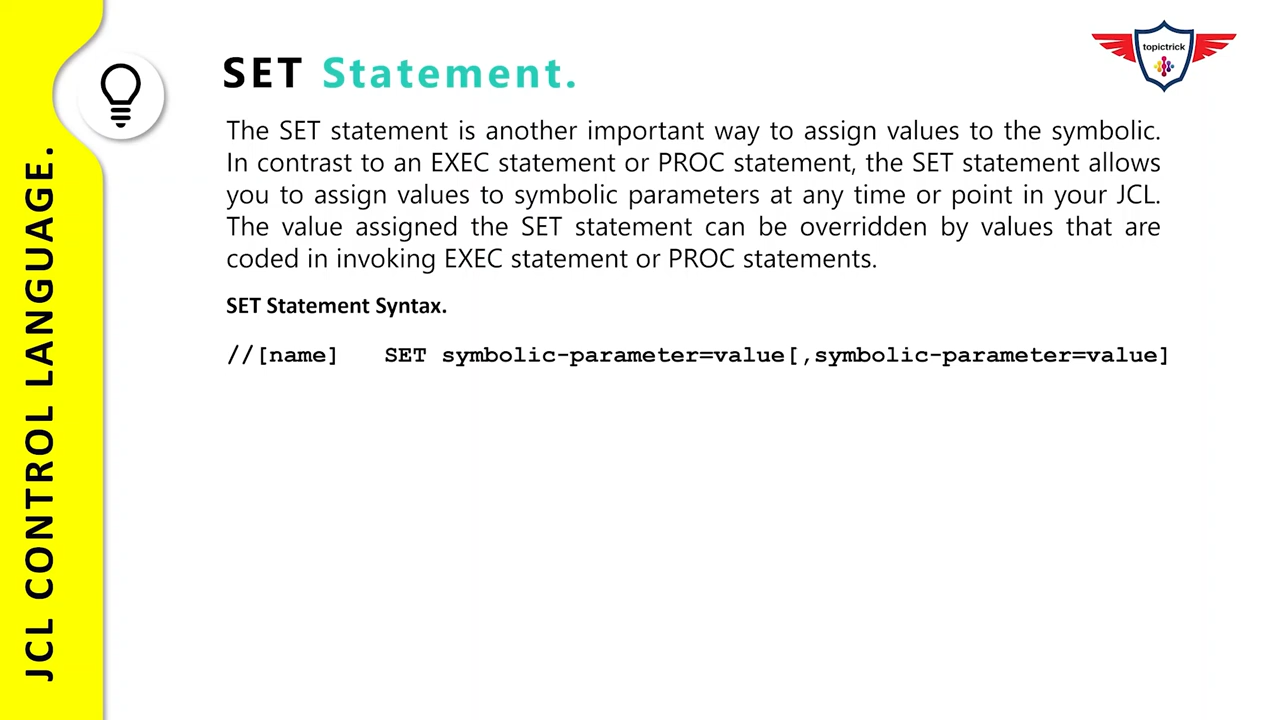 topictrick
SET Statement.
The SET statement is another important way to assign values to the symbolic.
In contrast to an EXEC statement or PROC statement, the SET statement allows
you to assign values to symbolic parameters at any time or point in your JCL.
The value assigned the SET statement can be overridden by values that are
coded in invoking EXEC statement or PROC statements.
SET Statement Syntax.
//[name]   SET symbolic-parameter=value[,symbolic-parameter=value]
JCL CONTROL LANGUAGE.